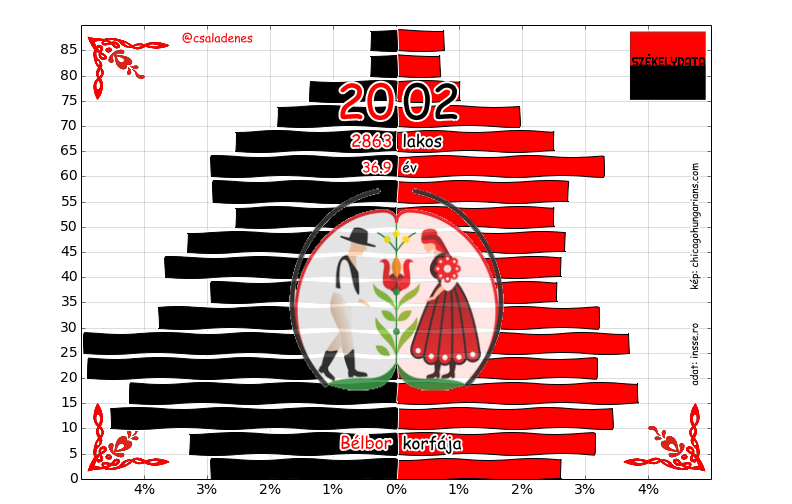 @csaladenes
SZÉKELYDATA
2002
2863 lakos
36.9 év
kép: chicagohungarians.com
adat: insse.ro
Bélbor korfája
85
80
75
70
65
60
55
50
45
40
35
30
25
20
15
10
5
0
4% 3% 2% 1% 0% 1% 2% 3% 4%